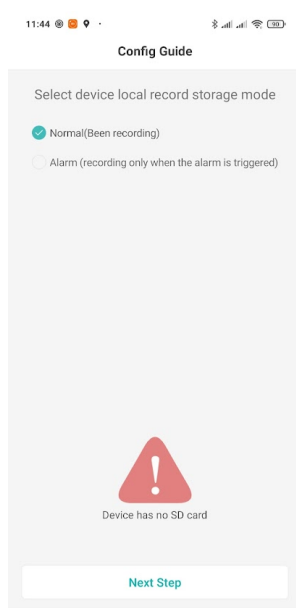 11:44
90
Config Guide
Select device local record storage mode
Normal(Been recording)
Alarm (recording only when the alarm is triggered)
Device has no SD card
Next Step